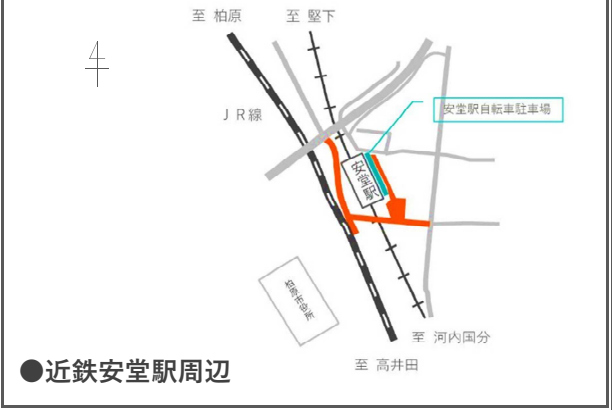 至 柏原
至 堅下
JR線
安堂駅自転車駐車場
安堂駅
柏原市役所
至 河内国分
至 高井田
●近鉄安堂駅周辺